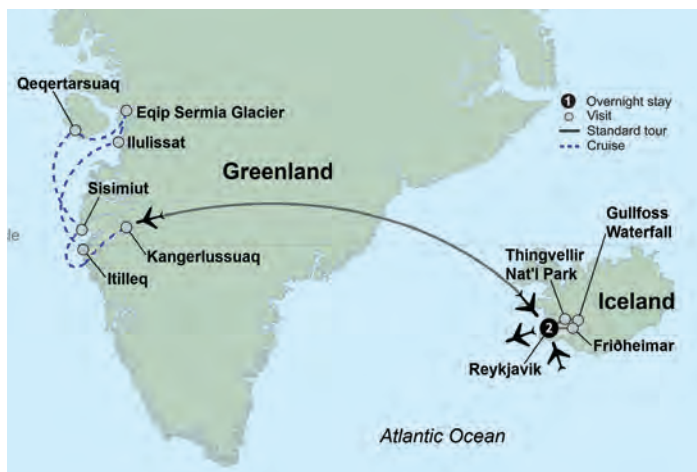 Qeqertarsuaq
Eqip Sermia Glacier
Ilulissat
Greenland
Sisimiut
Kangerlussuaq
Itilleq
le
1 Overnight stay
Visit
Standard tour
Cruise
Gullfoss
Waterfall
Thingvellir
Nat'l Park
Iceland
2
Friðheimar
Reykjavik
Atlantic Ocean